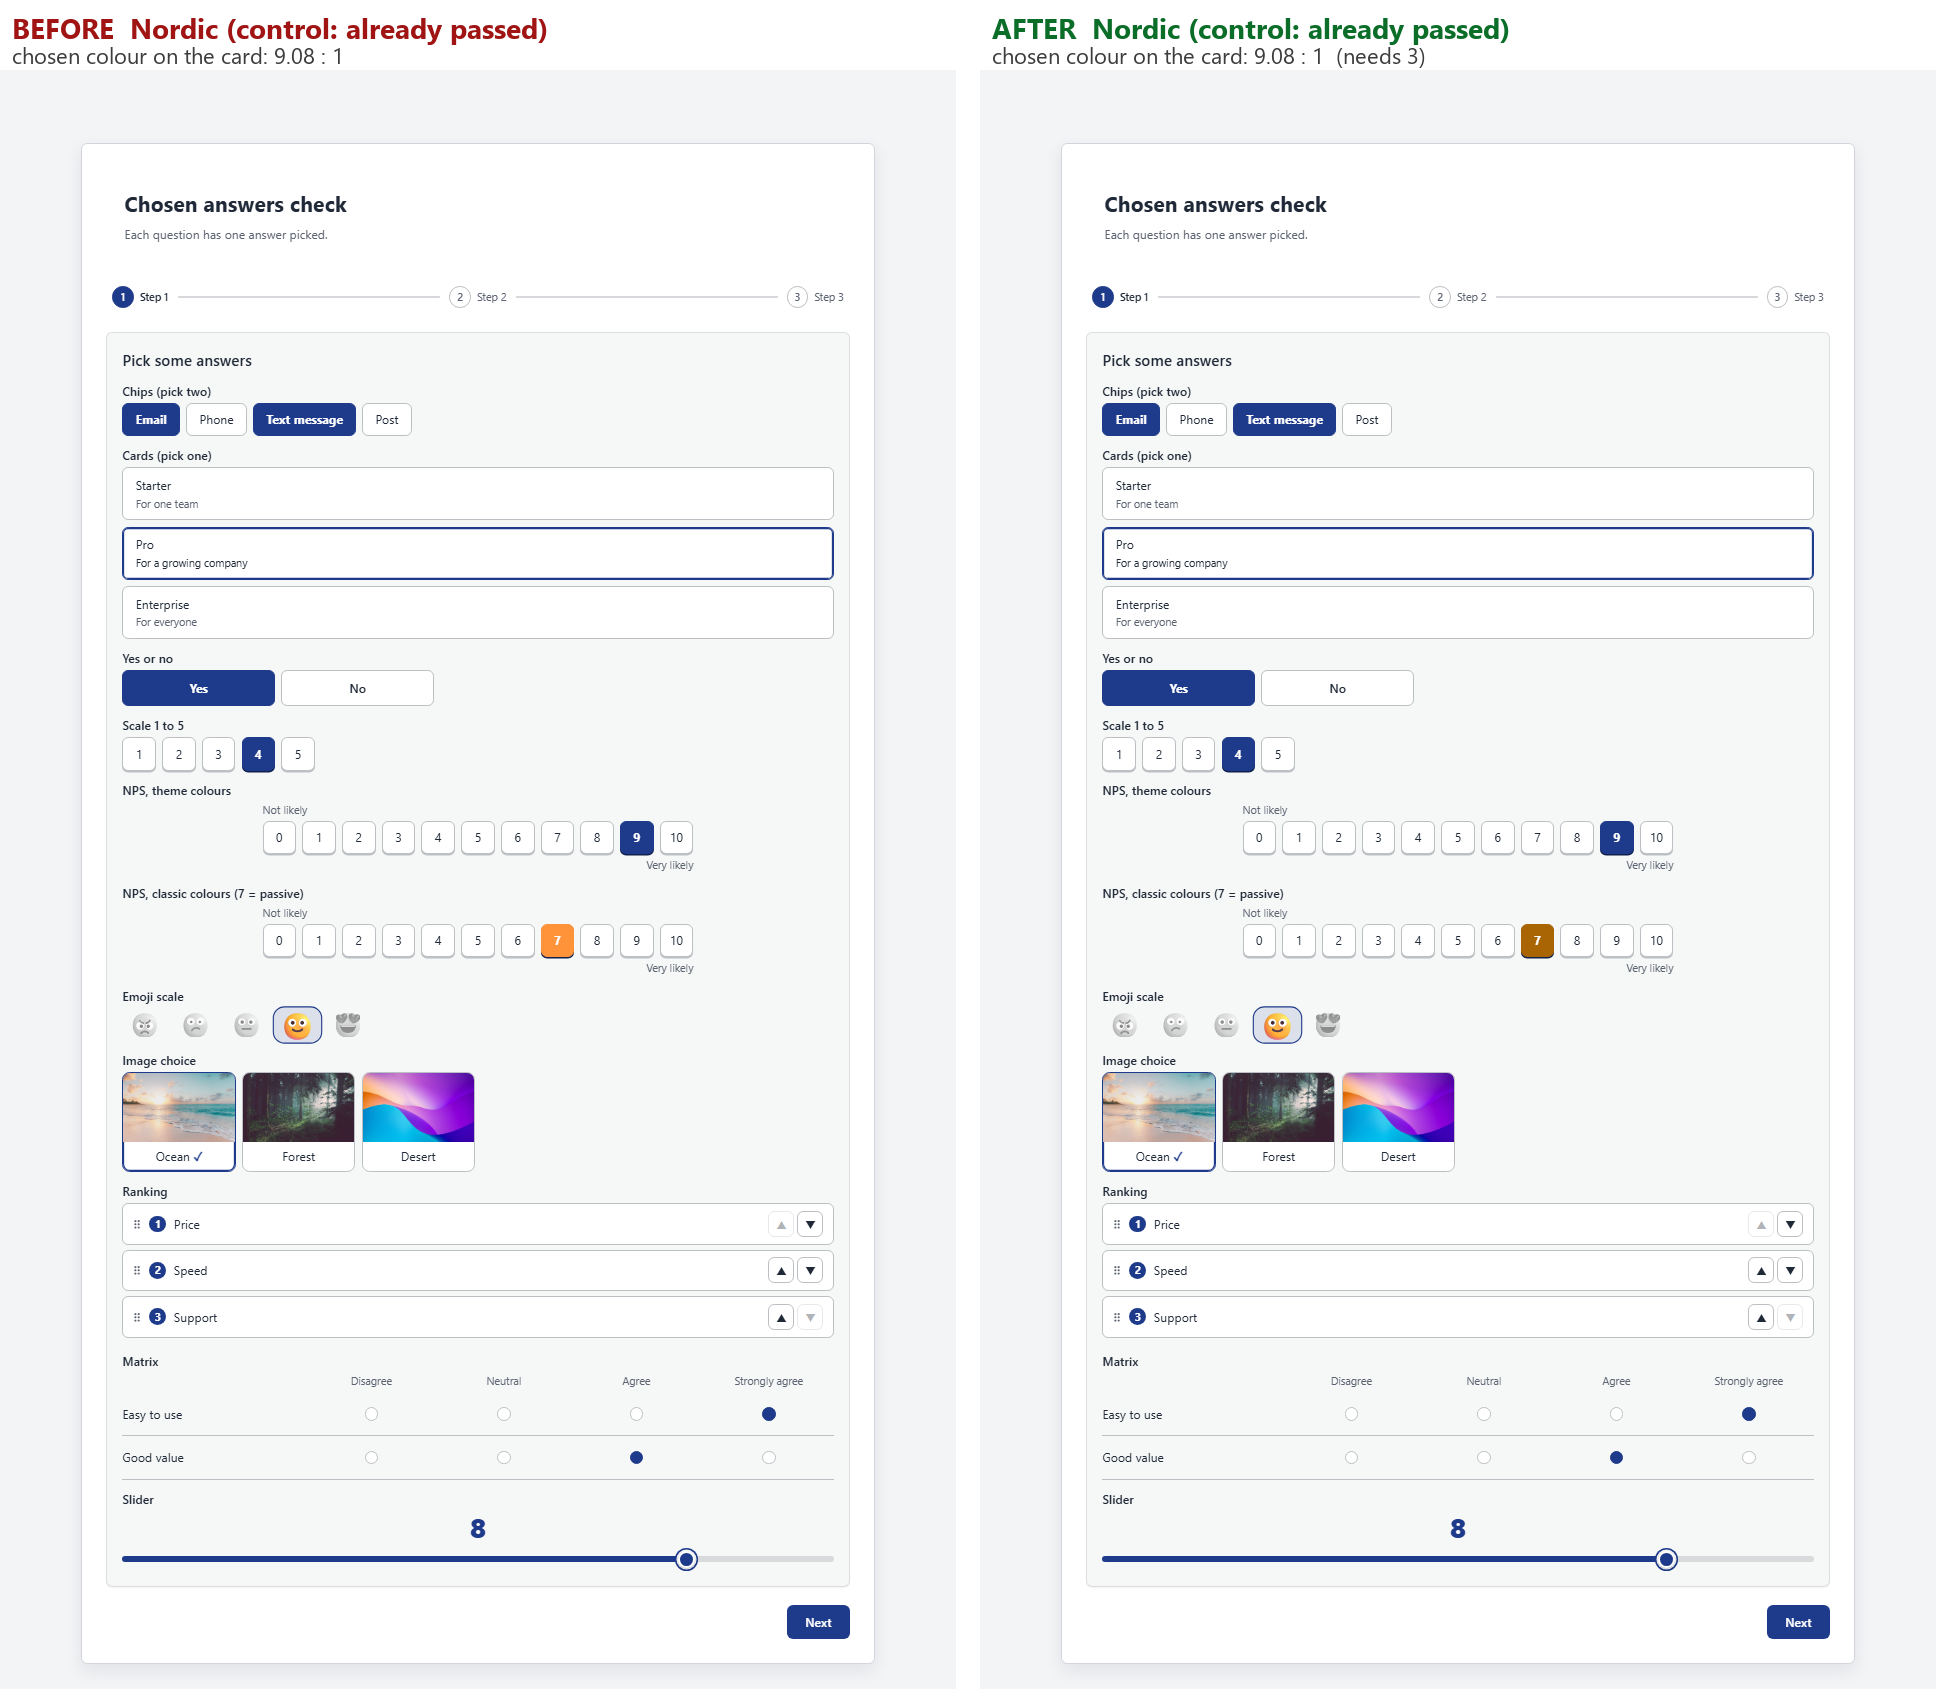 BEFORE  Nordic (control: already passed)
chosen colour on the card: 9.08 : 1
Chosen answers check
Each question has one answer picked.
1 Step 1 2 Step 2 3 Step 3
Pick some answers
Chips (pick two)
Email Phone Text message Post
Cards (pick one)
Starter
For one team
Pro
For a growing company
Enterprise
For everyone
Yes or no
Yes No
Scale 1 to 5
1 2 3 4 5
NPS, theme colours
Not likely
0 1 2 3 4 5 6 7 8 9 10
Very likely
NPS, classic colours (7 = passive)
Not likely
0 1 2 3 4 5 6 7 8 9 10
Very likely
Emoji scale
Image choice
Ocean ✓ Forest Desert
Ranking
1 Price
2 Speed
3 Support
Matrix
Disagree Neutral Agree Strongly agree
Easy to use
Good value
Slider
8
Next
AFTER  Nordic (control: already passed)
chosen colour on the card: 9.08 : 1  (needs 3)
Chosen answers check
Each question has one answer picked.
1 Step 1 2 Step 2 3 Step 3
Pick some answers
Chips (pick two)
Email Phone Text message Post
Cards (pick one)
Starter
For one team
Pro
For a growing company
Enterprise
For everyone
Yes or no
Yes No
Scale 1 to 5
1 2 3 4 5
NPS, theme colours
Not likely
0 1 2 3 4 5 6 7 8 9 10
Very likely
NPS, classic colours (7 = passive)
Not likely
0 1 2 3 4 5 6 7 8 9 10
Very likely
Emoji scale
Image choice
Ocean ✓ Forest Desert
Ranking
1 Price
2 Speed
3 Support
Matrix
Disagree Neutral Agree Strongly agree
Easy to use
Good value
Slider
8
Next